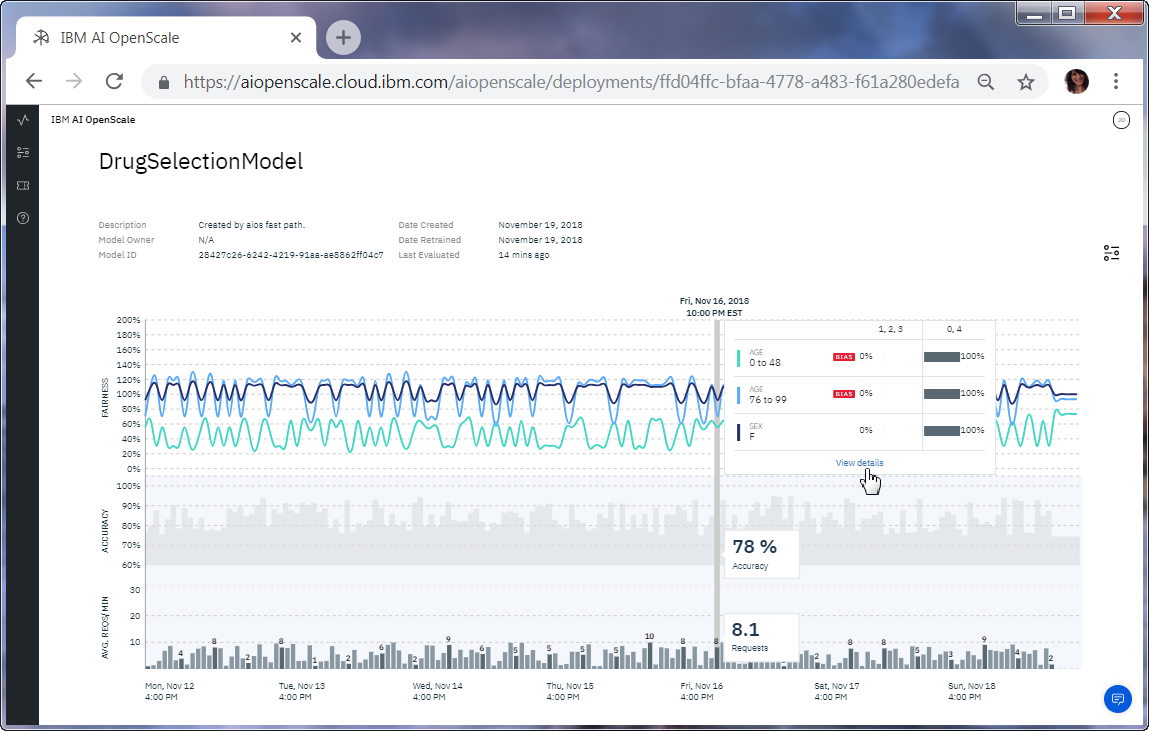 IBM AI OpenScale
https://aiopenscale.cloud.ibm.com/aiopenscale/deployments/ffd04ffc-bfaa-4778-a483-f61a280edefa
IBM AI OpenScale
JD
DrugSelectionModel
Description Created by aios fast path. Date Created November 19, 2018
Model Owner N/A Date Retrained November 19, 2018
Model ID 28427c26-6242-4219-91aa-ae8862ff04c7 Last Evaluated 14 mins ago
Fri, Nov 16, 2018
10:00 PM EST
FAIRNESS
200%
180%
160%
140%
120%
100%
80%
60%
40%
20%
0%
1, 2, 3 0, 4
AGE
0 to 48 BIAS 0% 100%
AGE
76 to 99 BIAS 0% 100%
SEX
F 0% 100%
View details
ACCURACY
100%
90%
80%
70%
60%
78 %
Accuracy
AVG. REQS/ MIN
30
20
10
8.1
Requests
4 8 2 8 1 2 6 2 9 6 5 5 5 5 10 8 8 2 8 8 5 3 9 4 2
Mon, Nov 12 Tue, Nov 13 Wed, Nov 14 Thu, Nov 15 Fri, Nov 16 Sat, Nov 17 Sun, Nov 18
4:00 PM 4:00 PM 4:00 PM 4:00 PM 4:00 PM 4:00 PM 4:00 PM